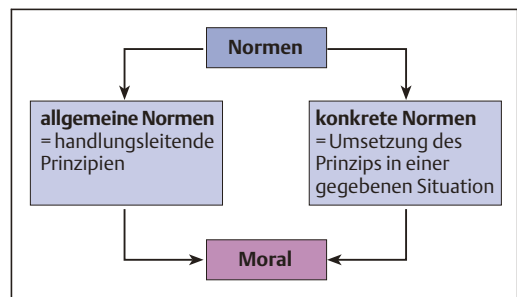 Normen
allgemeine Normen
= handlungsleitende
Prinzipien
konkrete Normen
= Umsetzung des
Prinzips in einer
gegebenen Situation
Moral